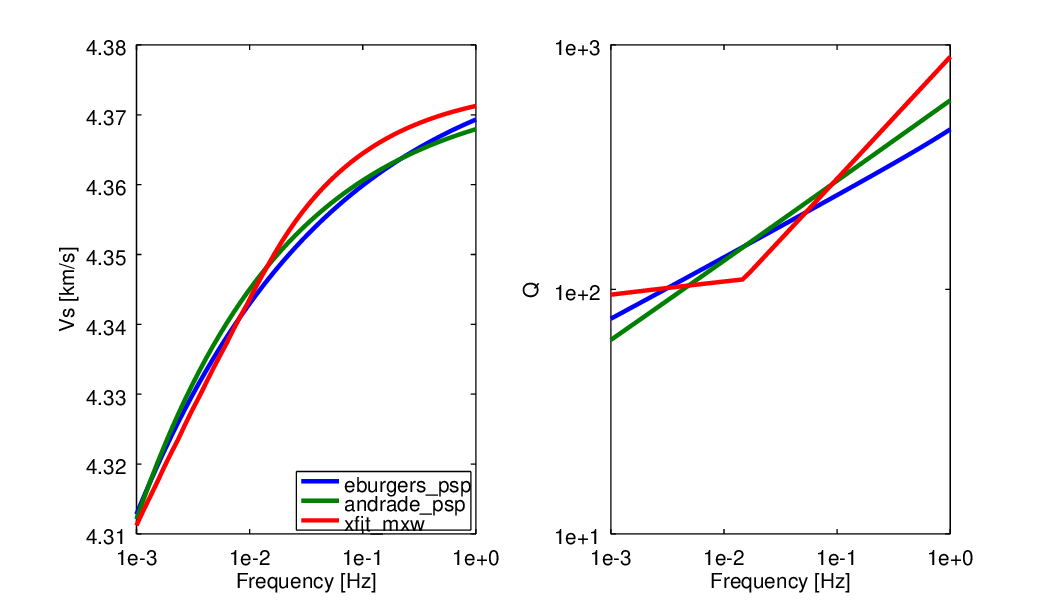 4.38
4.37
4.36
4.35
4.34
4.33
4.32
4.31
Vs [km/s]
1e-3 1e-2 1e-1 1e+0
Frequency [Hz]
eburgers_psp
andrade_psp
xfit_mxw
1e+3
1e+2
1e+1
Q
1e-3 1e-2 1e-1 1e+0
Frequency [Hz]